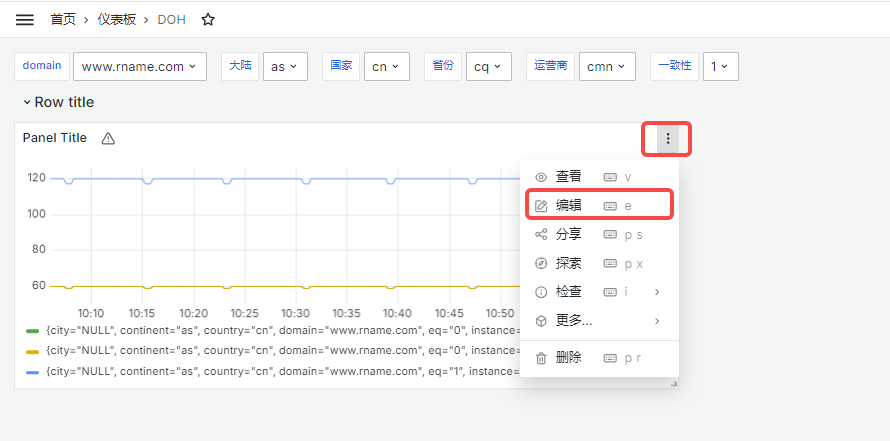 首页 › 仪表板 › DOH
domain www.rname.com 大陆 as 国家 cn 省份 cq 运营商 cmn 一致性 1
Row title
Panel Title
查看 v
编辑 e
分享 p s
探索 p x
检查 i ›
更多... ›
删除 p r
120
100
80
60
10:10 10:15 10:20 10:25 10:30 10:35 10:40 10:45 10:50
{city="NULL", continent="as", country="cn", domain="www.rname.com", eq="0", instance=
{city="NULL", continent="as", country="cn", domain="www.rname.com", eq="0", instance=
{city="NULL", continent="as", country="cn", domain="www.rname.com", eq="1", instance=